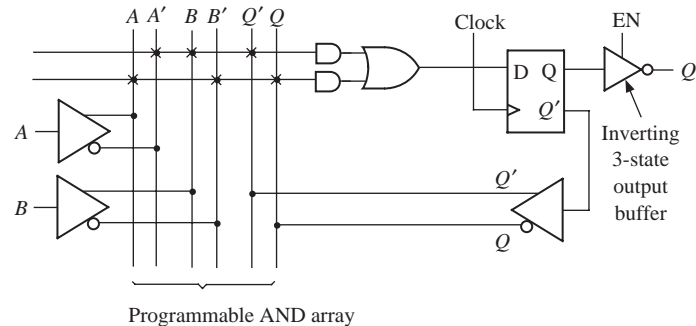 A A′ B B′ Q′ Q
Clock
EN
D Q
Q′
Q
A
B
Inverting
3-state
output
buffer
Q′
Q
Programmable AND array